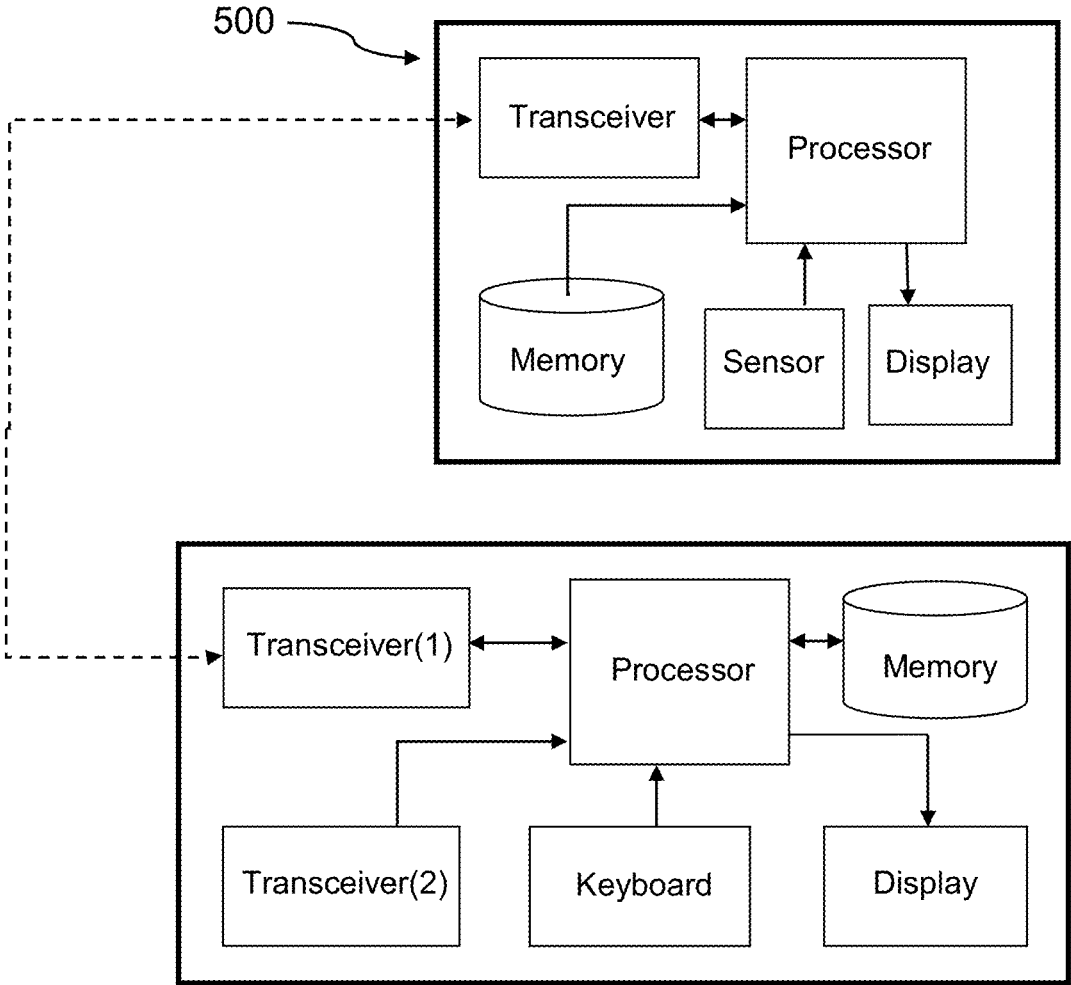 500
Transceiver
Processor
Memory
Sensor
Display
Transceiver(1)
Processor
Memory
Transceiver(2)
Keyboard
Display